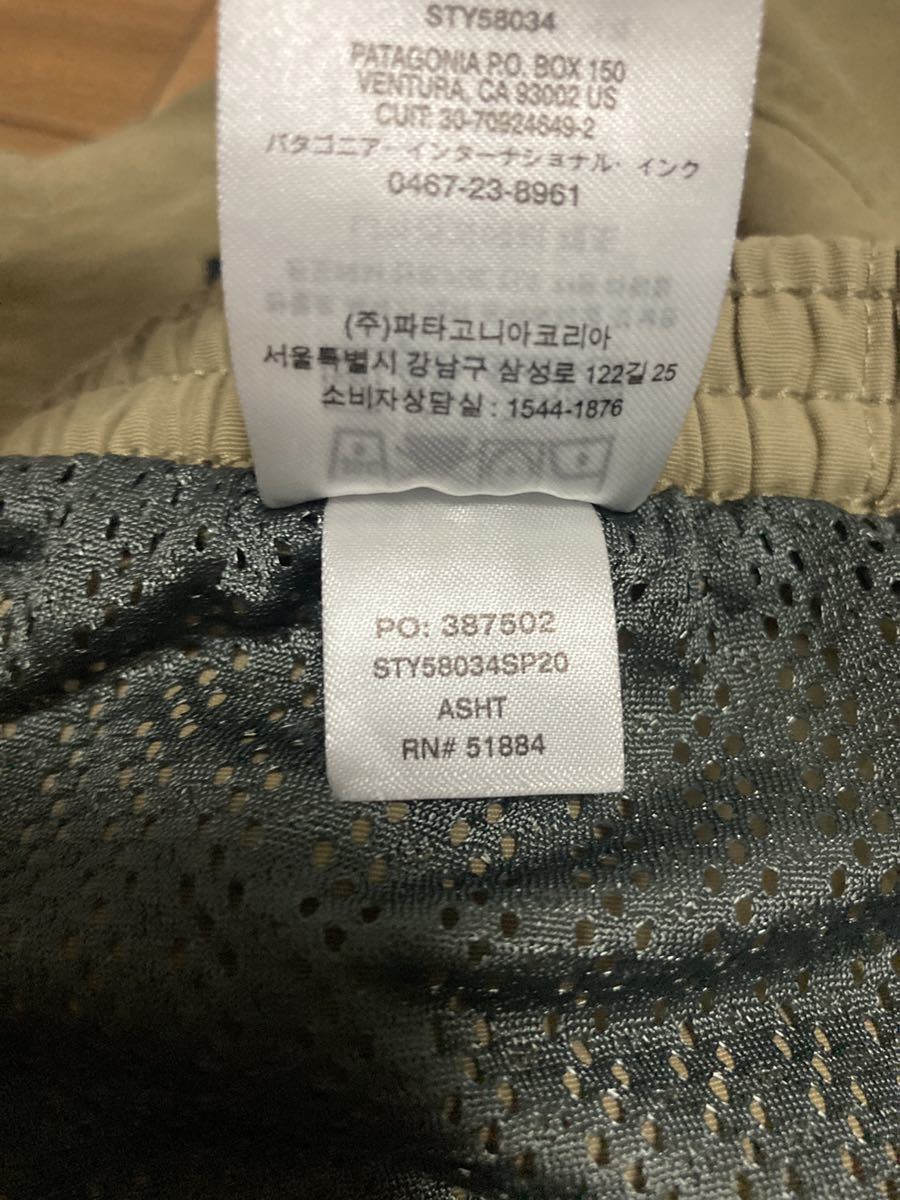 STY58034
PATAGONIA P.O. BOX 150
VENTURA, CA 93002 US
CUIT: 30-70924649-2
パタゴニア・インターナショナル・インク
0467-23-8961
(주)파타고니아코리아
서울특별시 강남구 삼성로 122길 25
소비자상담실 : 1544-1876
PO: 387502
STY58034SP20
ASHT
RN# 51884